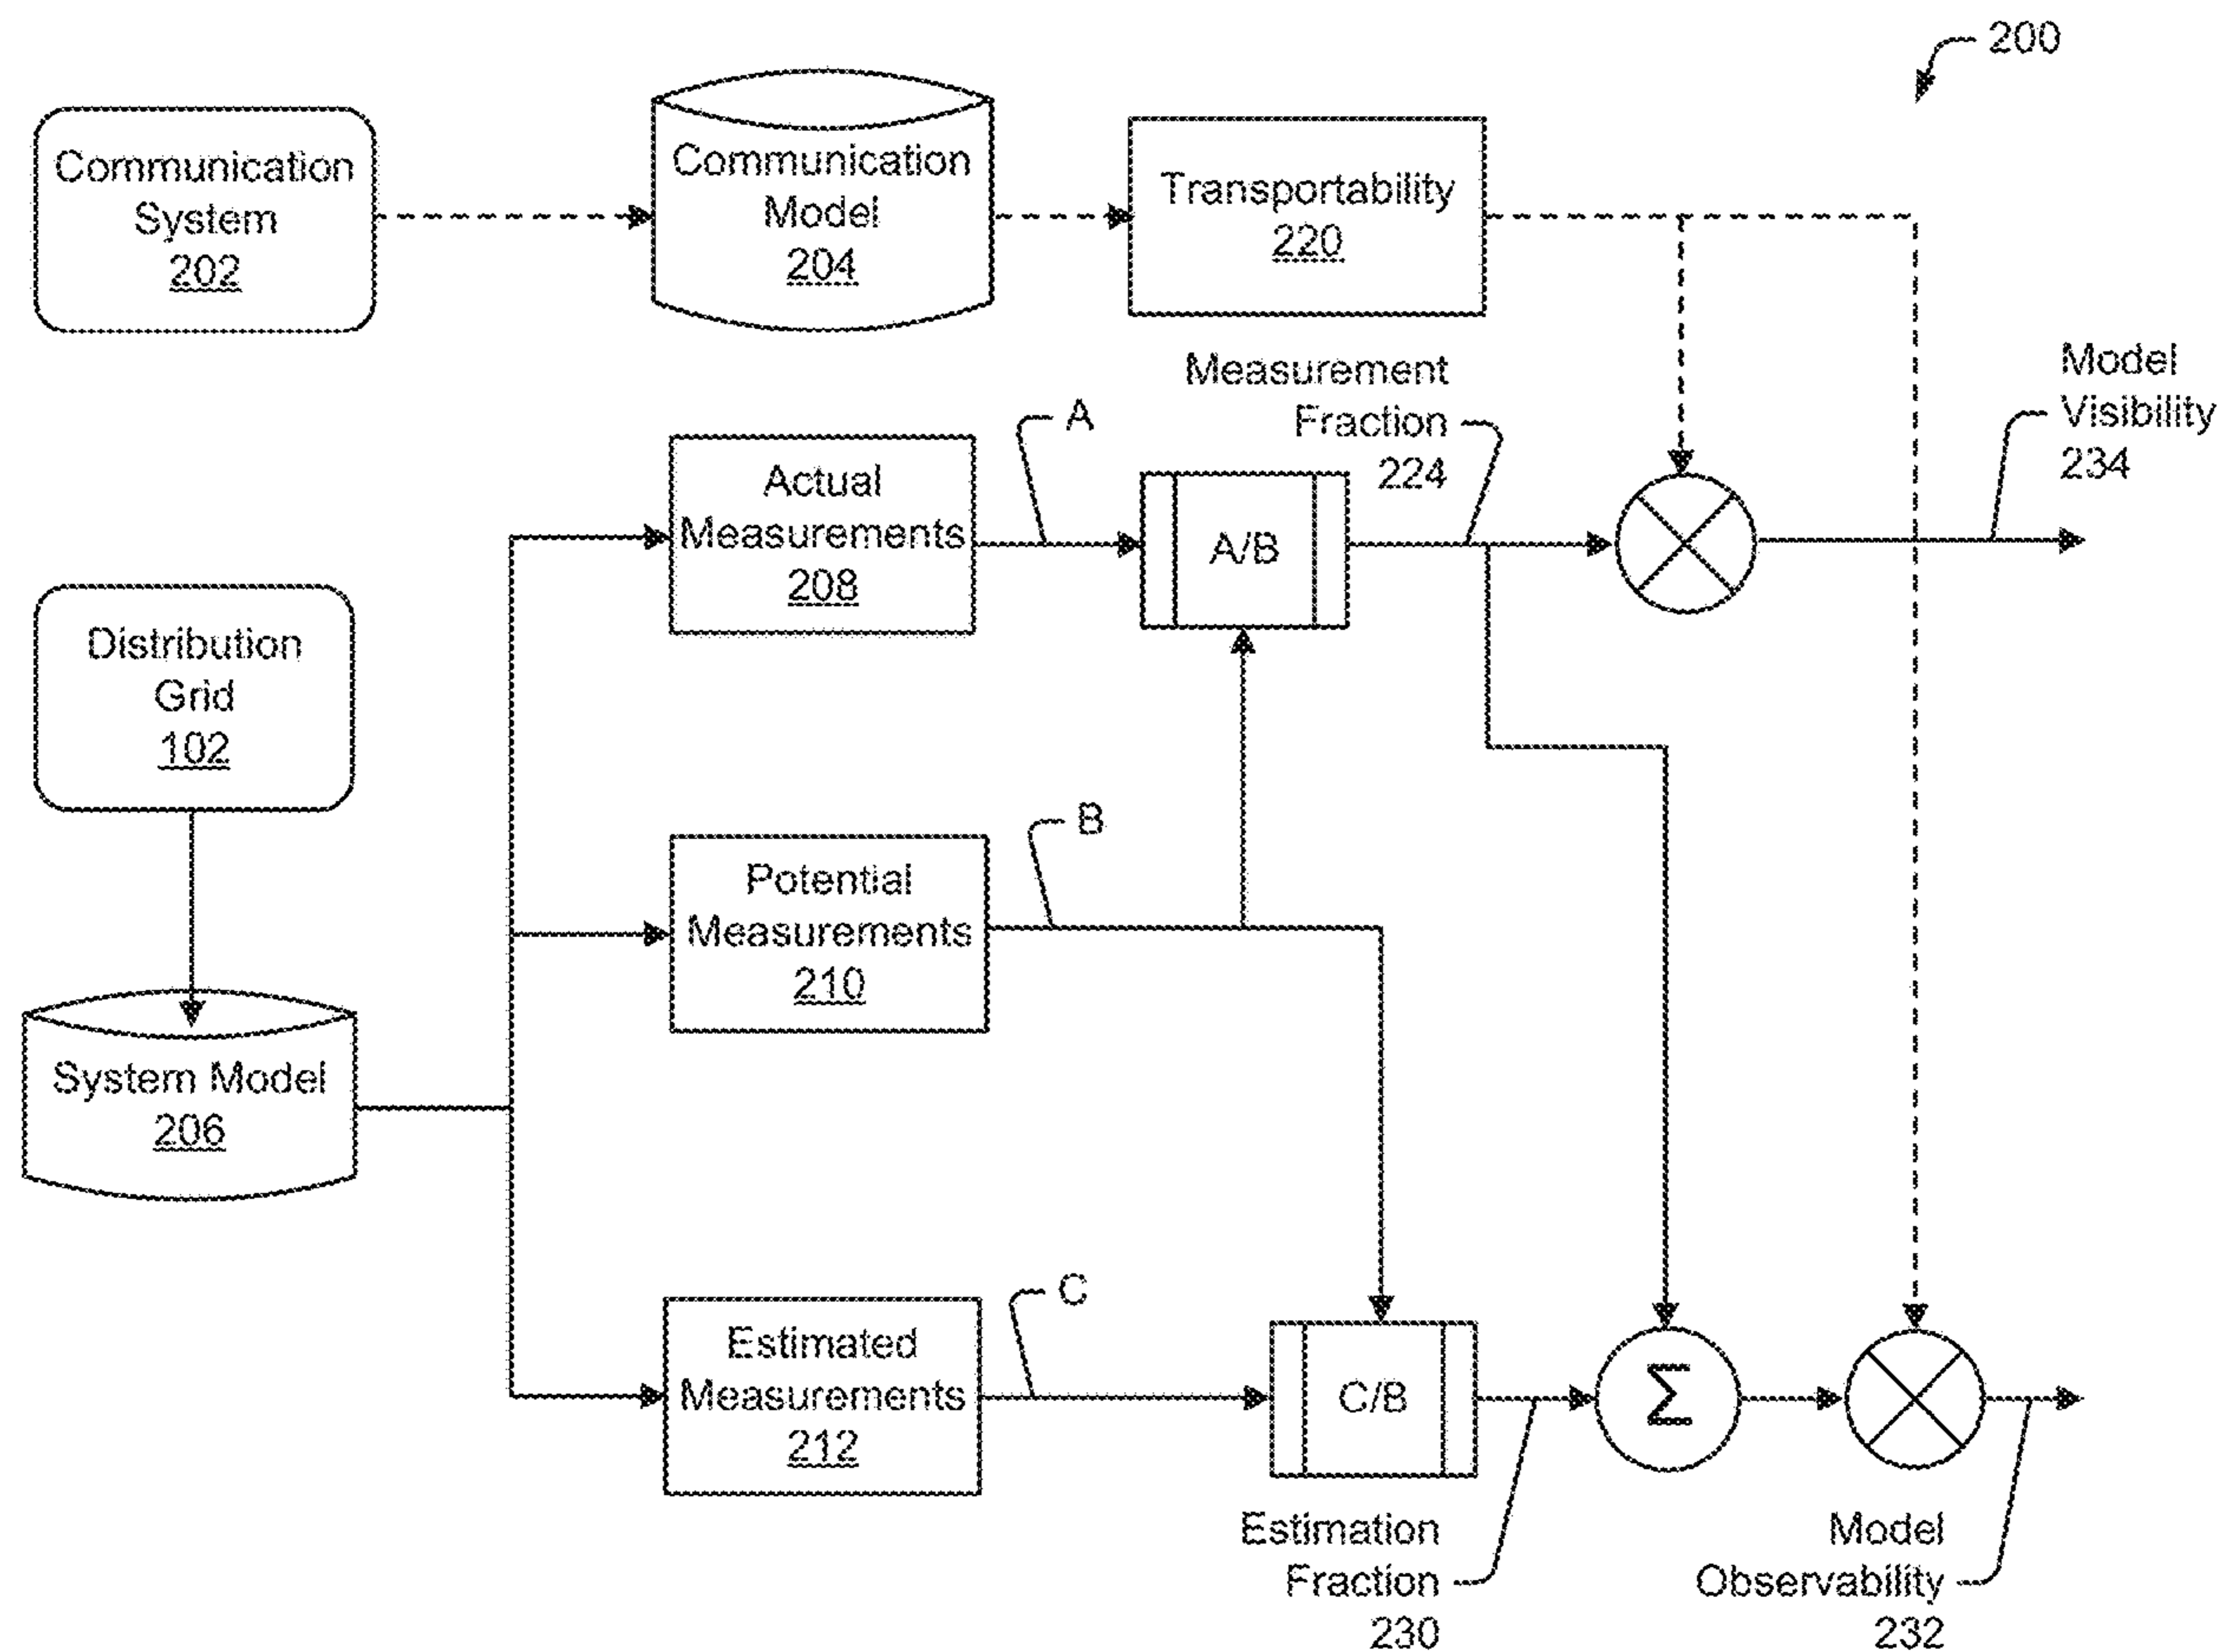 200
Communication
System
202
Communication
Model
204
Transportability
220
Measurement
Fraction
224
Model
Visibility
234
A
Actual
Measurements
208
A/B
Distribution
Grid
102
B
Potential
Measurements
210
System Model
206
C
Estimated
Measurements
212
C/B
Σ
Estimation
Fraction
230
Model
Observability
232